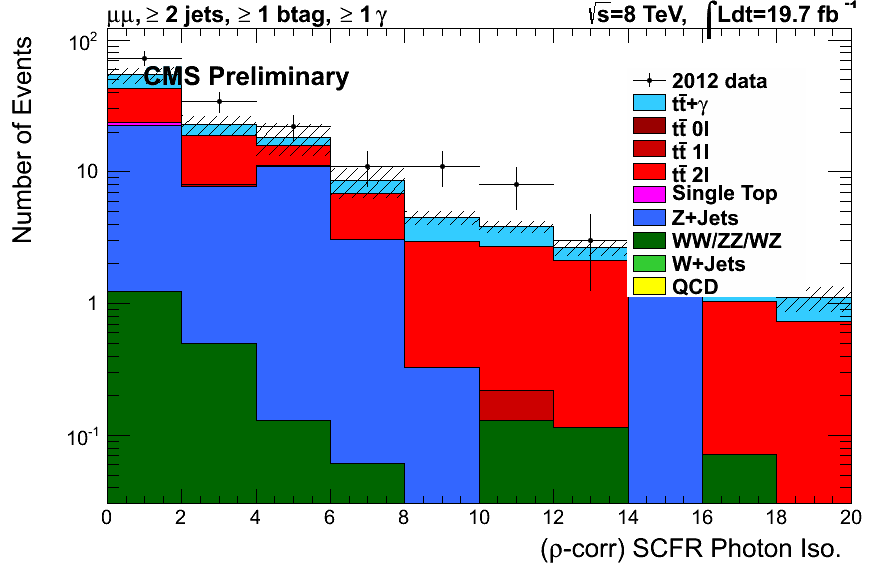 μμ, ≥ 2 jets, ≥ 1 btag, ≥ 1 γ
√s=8 TeV, ∫Ldt=19.7 fb⁻¹
CMS Preliminary
Number of Events
10²
10
1
10⁻¹
2012 data
tt̄+γ
tt̄ 0l
tt̄ 1l
tt̄ 2l
Single Top
Z+Jets
WW/ZZ/WZ
W+Jets
QCD
0 2 4 6 8 10 12 14 16 18 20
(ρ-corr) SCFR Photon Iso.